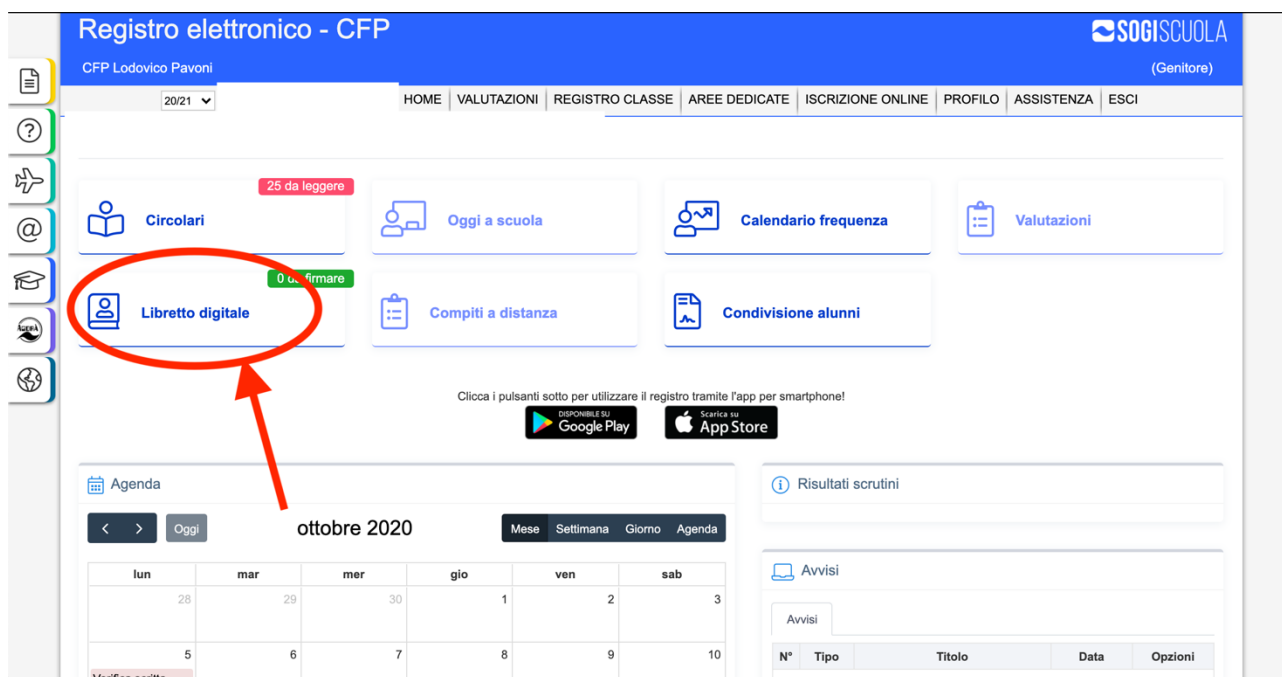 Registro elettronico - CFP
SOGISCUOLA
CFP Lodovico Pavoni
(Genitore)
20/21
HOME VALUTAZIONI REGISTRO CLASSE AREE DEDICATE ISCRIZIONE ONLINE PROFILO ASSISTENZA ESCI
25 da leggere
Circolari
Oggi a scuola
Calendario frequenza
Valutazioni
0 da firmare
Libretto digitale
Compiti a distanza
Condivisione alunni
AGORÀ
Clicca i pulsanti sotto per utilizzare il registro tramite l'app per smartphone!
DISPONIBILE SU
Google Play
Scarica su
App Store
Agenda
Risultati scrutini
< > Oggi
ottobre 2020
Mese Settimana Giorno Agenda
Avvisi
lun mar mer gio ven sab
28 29 30 1 2 3
Avvisi
5 6 7 8 9 10
N° Tipo Titolo Data Opzioni
Verifica scritto